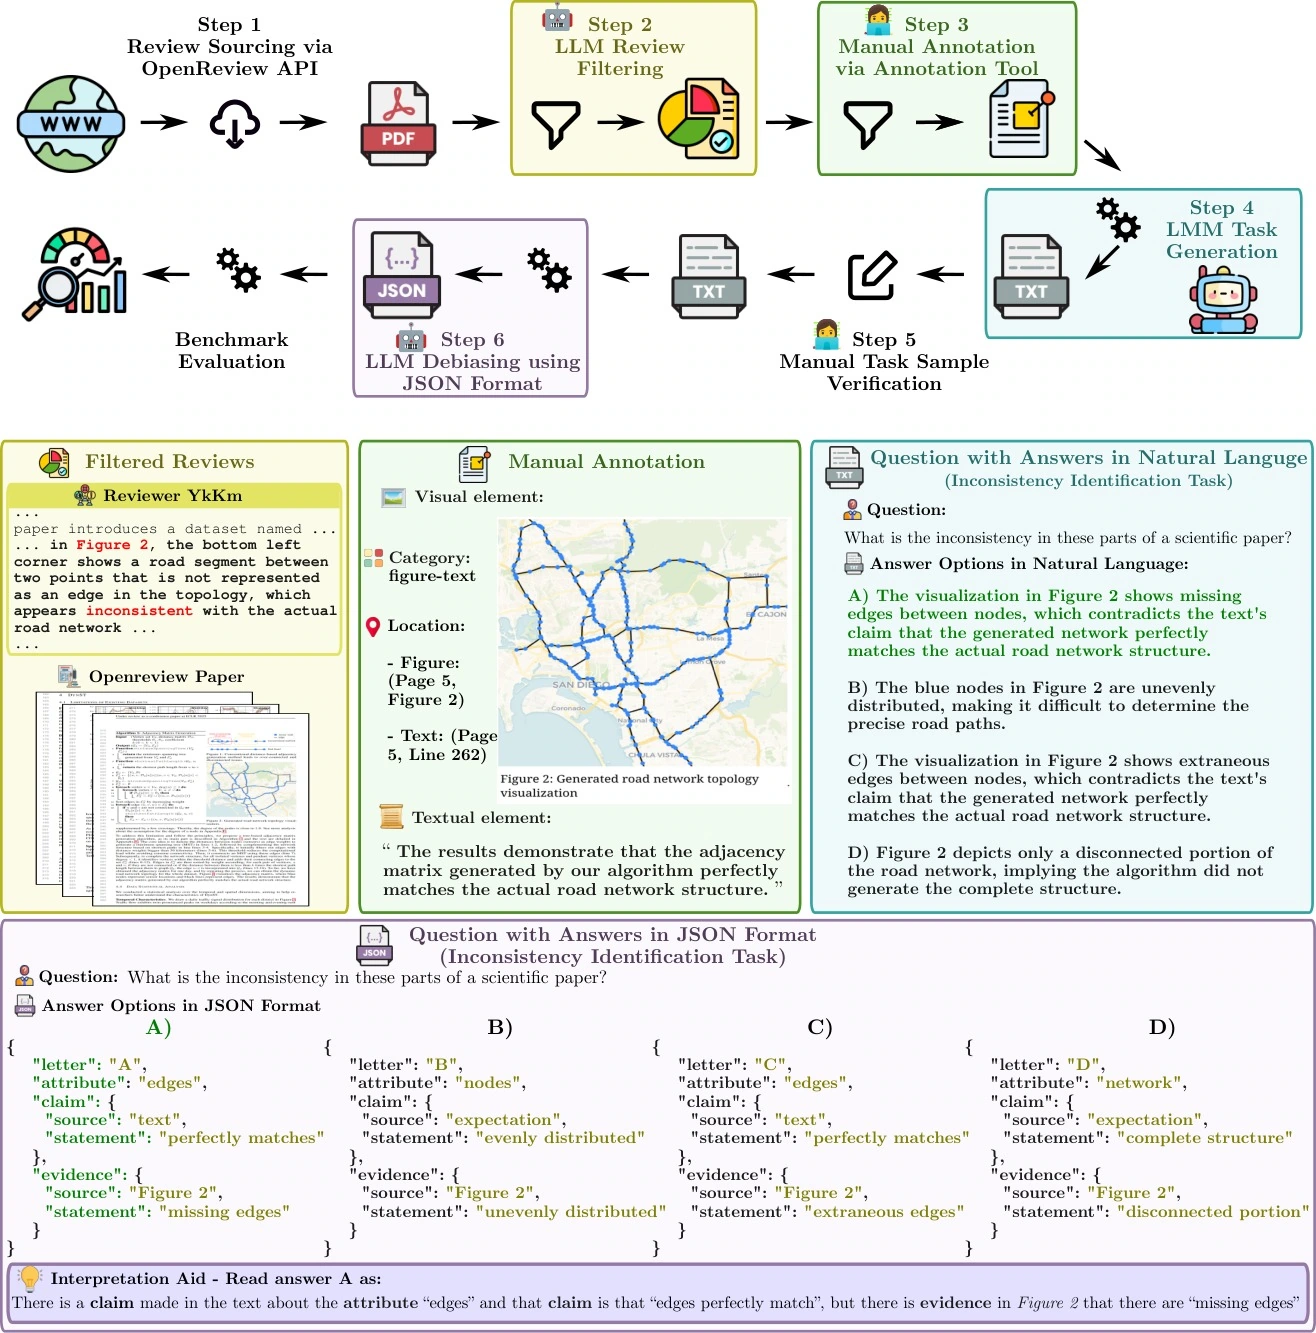 Step 1
Review Sourcing via
OpenReview API
Step 2
LLM Review
Filtering
Step 3
Manual Annotation
via Annotation Tool
WWW
PDF
Step 4
LMM Task
Generation
TXT
TXT
{...}
JSON
Step 5
Manual Task Sample
Verification
Step 6
LLM Debiasing using
JSON Format
Benchmark
Evaluation
Filtered Reviews
Reviewer YkKm
...
paper introduces a dataset named ...
... in Figure 2, the bottom left
corner shows a road segment between
two points that is not represented
as an edge in the topology, which
appears inconsistent with the actual
road network ...
...
Openreview Paper
Manual Annotation
Visual element:
Category:
figure-text
Location:
- Figure:
(Page 5,
Figure 2)
- Text: (Page
5, Line 262)
EL CAJON
La Mesa
SAN DIEGO
Coronado
National City
CHULA VISTA
Figure 2: Generated road network topology
visualization
Textual element:
“ The results demonstrate that the adjacency
matrix generated by our algorithm perfectly
matches the actual road network structure. ”
TXT
Question with Answers in Natural Languge
(Inconsistency Identification Task)
Question:
What is the inconsistency in these parts of a scientific paper?
Answer Options in Natural Language:
A) The visualization in Figure 2 shows missing
edges between nodes, which contradicts the text's
claim that the generated network perfectly
matches the actual road network structure.
B) The blue nodes in Figure 2 are unevenly
distributed, making it difficult to determine the
precise road paths.
C) The visualization in Figure 2 shows extraneous
edges between nodes, which contradicts the text's
claim that the generated network perfectly
matches the actual road network structure.
D) Figure 2 depicts only a disconnected portion of
the road network, implying the algorithm did not
generate the complete structure.
{...}
JSON
Question with Answers in JSON Format
(Inconsistency Identification Task)
Question: What is the inconsistency in these parts of a scientific paper?
Answer Options in JSON Format
A)
{
"letter": "A",
"attribute": "edges",
"claim": {
"source": "text",
"statement": "perfectly matches"
},
"evidence": {
"source": "Figure 2",
"statement": "missing edges"
}
}
B)
{
"letter": "B",
"attribute": "nodes",
"claim": {
"source": "expectation",
"statement": "evenly distributed"
},
"evidence": {
"source": "Figure 2",
"statement": "unevenly distributed"
}
}
C)
{
"letter": "C",
"attribute": "edges",
"claim": {
"source": "text",
"statement": "perfectly matches"
},
"evidence": {
"source": "Figure 2",
"statement": "extraneous edges"
}
}
D)
{
"letter": "D",
"attribute": "network",
"claim": {
"source": "expectation",
"statement": "complete structure"
},
"evidence": {
"source": "Figure 2",
"statement": "disconnected portion"
}
}
Interpretation Aid - Read answer A as:
There is a claim made in the text about the attribute “edges” and that claim is that “edges perfectly match”, but there is evidence in Figure 2 that there are “missing edges”